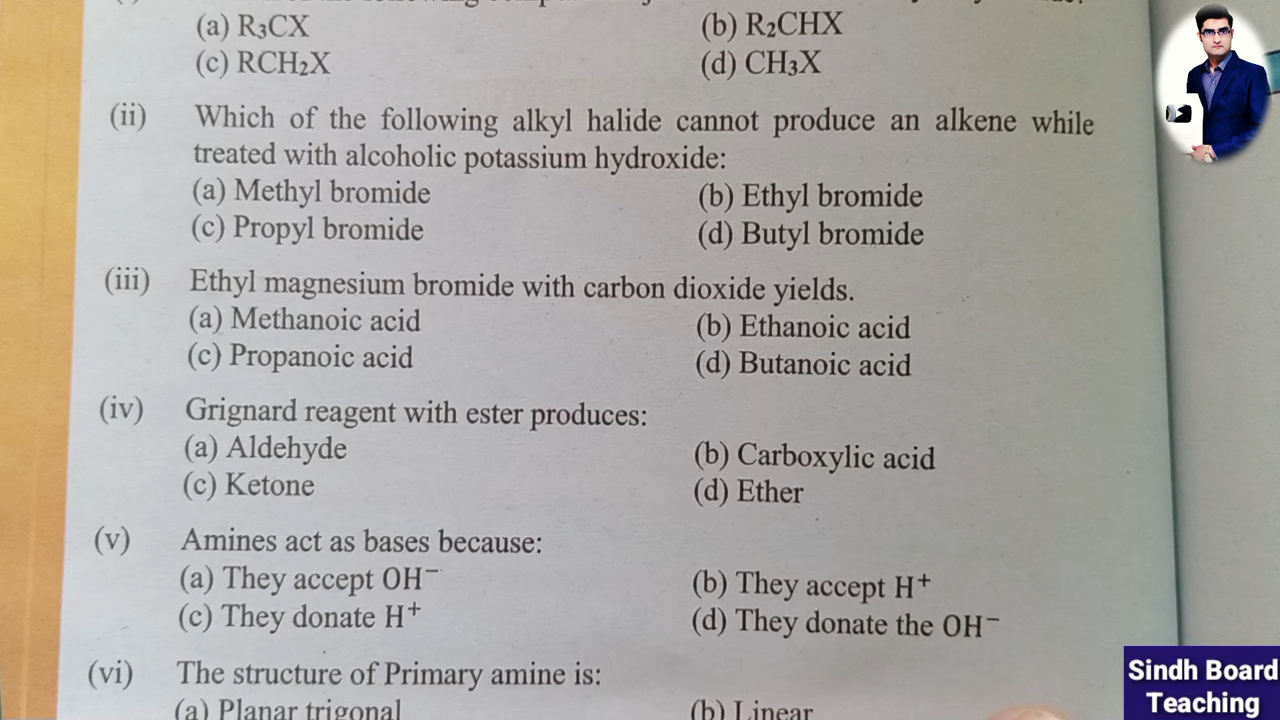 (a) R₃CX (b) R₂CHX
(c) RCH₂X (d) CH₃X
(ii) Which of the following alkyl halide cannot produce an alkene while
treated with alcoholic potassium hydroxide:
(a) Methyl bromide (b) Ethyl bromide
(c) Propyl bromide (d) Butyl bromide
(iii) Ethyl magnesium bromide with carbon dioxide yields.
(a) Methanoic acid (b) Ethanoic acid
(c) Propanoic acid (d) Butanoic acid
(iv) Grignard reagent with ester produces:
(a) Aldehyde (b) Carboxylic acid
(c) Ketone (d) Ether
(v) Amines act as bases because:
(a) They accept OH⁻ (b) They accept H⁺
(c) They donate H⁺ (d) They donate the OH⁻
(vi) The structure of Primary amine is:
(a) Planar trigonal (b) Linear
Sindh Board
Teaching